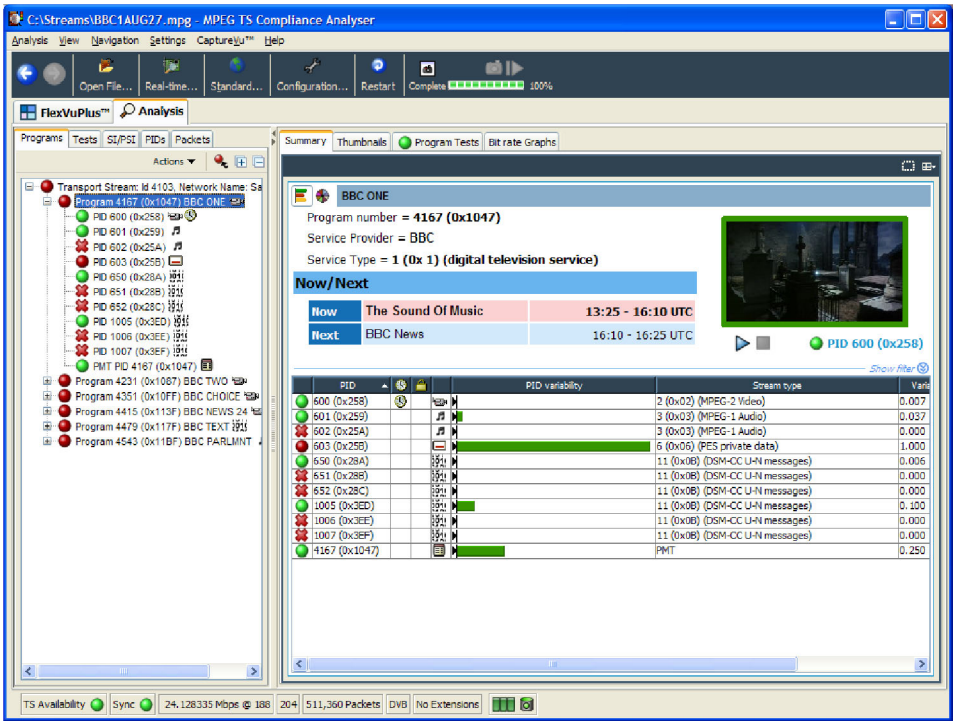 C:\Streams\BBC1AUG27.mpg - MPEG TS Compliance Analyser
Analysis View Navigation Settings CaptureVu™ Help
Open File... Real-time... Standard... Configuration... Restart Complete 100%
FlexVuPlus™ Analysis
Programs Tests SI/PSI PIDs Packets
Actions
Transport Stream: Id 4103, Network Name: Sa
Program 4167 (0x1047) BBC ONE
PID 600 (0x258)
PID 601 (0x259)
PID 602 (0x25A)
PID 603 (0x25B)
PID 650 (0x28A)
PID 651 (0x28B)
PID 652 (0x28C)
PID 1005 (0x3ED)
PID 1006 (0x3EE)
PID 1007 (0x3EF)
PMT PID 4167 (0x1047)
Program 4231 (0x1087) BBC TWO
Program 4351 (0x10FF) BBC CHOICE
Program 4415 (0x113F) BBC NEWS 24
Program 4479 (0x117F) BBC TEXT
Program 4543 (0x11BF) BBC PARLMNT
Summary Thumbnails Program Tests Bit rate Graphs
BBC ONE
Program number = 4167 (0x1047)
Service Provider = BBC
Service Type = 1 (0x 1) (digital television service)
Now/Next
Now The Sound Of Music 13:25 - 16:10 UTC
Next BBC News 16:10 - 16:25 UTC
PID 600 (0x258)
Show filter
PID PID variability Stream type Varia
600 (0x258) 2 (0x02) (MPEG-2 Video) 0.007
601 (0x259) 3 (0x03) (MPEG-1 Audio) 0.037
602 (0x25A) 3 (0x03) (MPEG-1 Audio) 0.000
603 (0x25B) 6 (0x06) (PES private data) 1.000
650 (0x28A) 11 (0x0B) (DSM-CC U-N messages) 0.006
651 (0x28B) 11 (0x0B) (DSM-CC U-N messages) 0.000
652 (0x28C) 11 (0x0B) (DSM-CC U-N messages) 0.000
1005 (0x3ED) 11 (0x0B) (DSM-CC U-N messages) 0.100
1006 (0x3EE) 11 (0x0B) (DSM-CC U-N messages) 0.000
1007 (0x3EF) 11 (0x0B) (DSM-CC U-N messages) 0.000
4167 (0x1047) PMT 0.250
TS Availability Sync 24.128335 Mbps @ 188 204 511,360 Packets DVB No Extensions